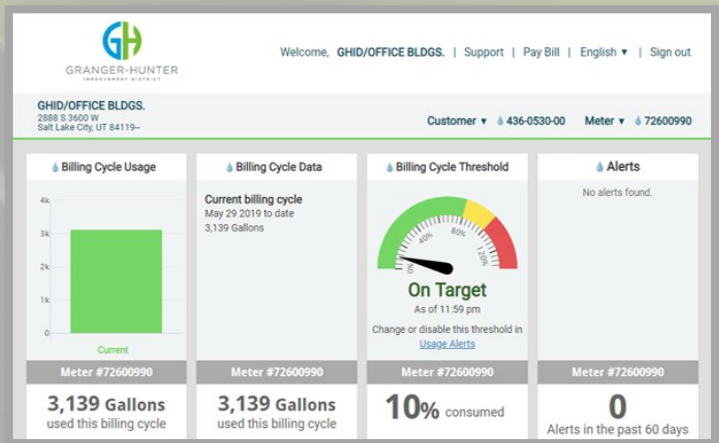 GH
GRANGER-HUNTER
IMPROVEMENT DISTRICT
Welcome, GHID/OFFICE BLDGS. | Support | Pay Bill | English ▼ | Sign out
GHID/OFFICE BLDGS.
2888 S 3600 W
Salt Lake City, UT 84119--
Customer ▼ 436-0530-00 Meter ▼ 72600990
Billing Cycle Usage
4k
3k
2k
1k
0
Current
Meter #72600990
3,139 Gallons
used this billing cycle
Billing Cycle Data
Current billing cycle
May 29 2019 to date
3,139 Gallons
Meter #72600990
3,139 Gallons
used this billing cycle
Billing Cycle Threshold
0% 40% 80% 120%
On Target
As of 11:59 pm
Change or disable this threshold in
Usage Alerts
Meter #72600990
10% consumed
Alerts
No alerts found.
Meter #72600990
0
Alerts in the past 60 days